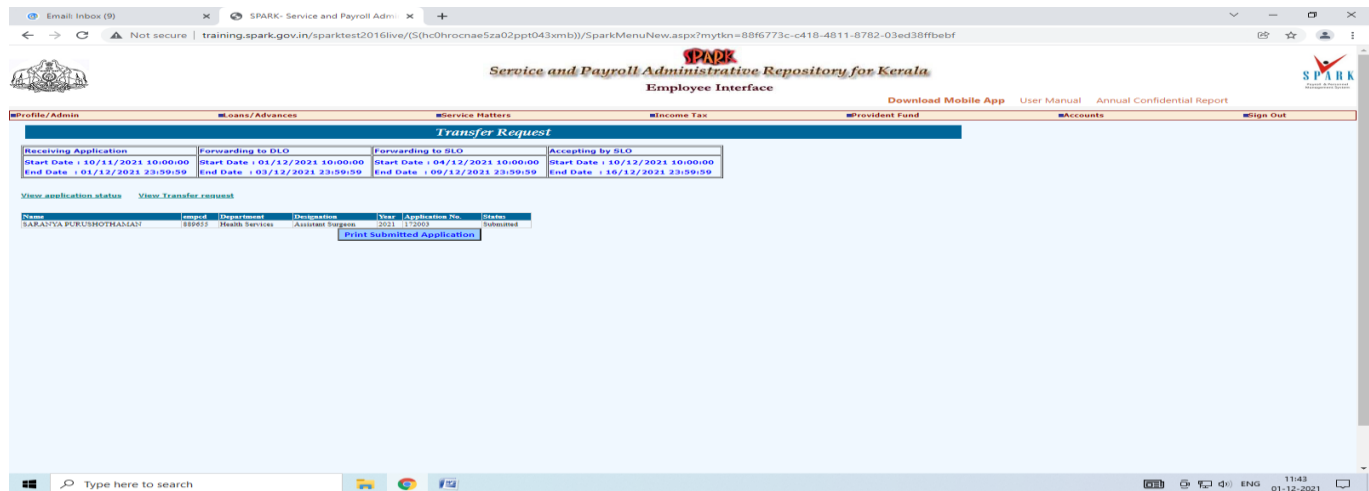 Email: Inbox (9)
SPARK- Service and Payroll Admi
Not secure | training.spark.gov.in/sparktest2016live/(S(hc0hrocnae5za02ppt043xmb))/SparkMenuNew.aspx?mytkn=88f6773c-c418-4811-8782-03ed38ffbebf
SPARK
Service and Payroll Administrative Repository for Kerala
Employee Interface
SPARK
Download Mobile App User Manual Annual Confidential Report
Profile/Admin Loans/Advances Service Matters Income Tax Provident Fund Accounts Sign Out
Transfer Request
Receiving Application Forwarding to DLO Forwarding to SLO Accepting by SLO
Start Date : 10/11/2021 10:00:00 Start Date : 01/12/2021 10:00:00 Start Date : 04/12/2021 10:00:00 Start Date : 10/12/2021 10:00:00
End Date : 01/12/2021 23:59:59 End Date : 03/12/2021 23:59:59 End Date : 09/12/2021 23:59:59 End Date : 16/12/2021 23:59:59
View application status View Transfer request
Name empcd Department Designation Year Application No. Status
SARANYA PURUSHOTHAMAN 889655 Health Services Assistant Surgeon 2021 172003 Submitted
Print Submitted Application
Type here to search
ENG
11:43
01-12-2021